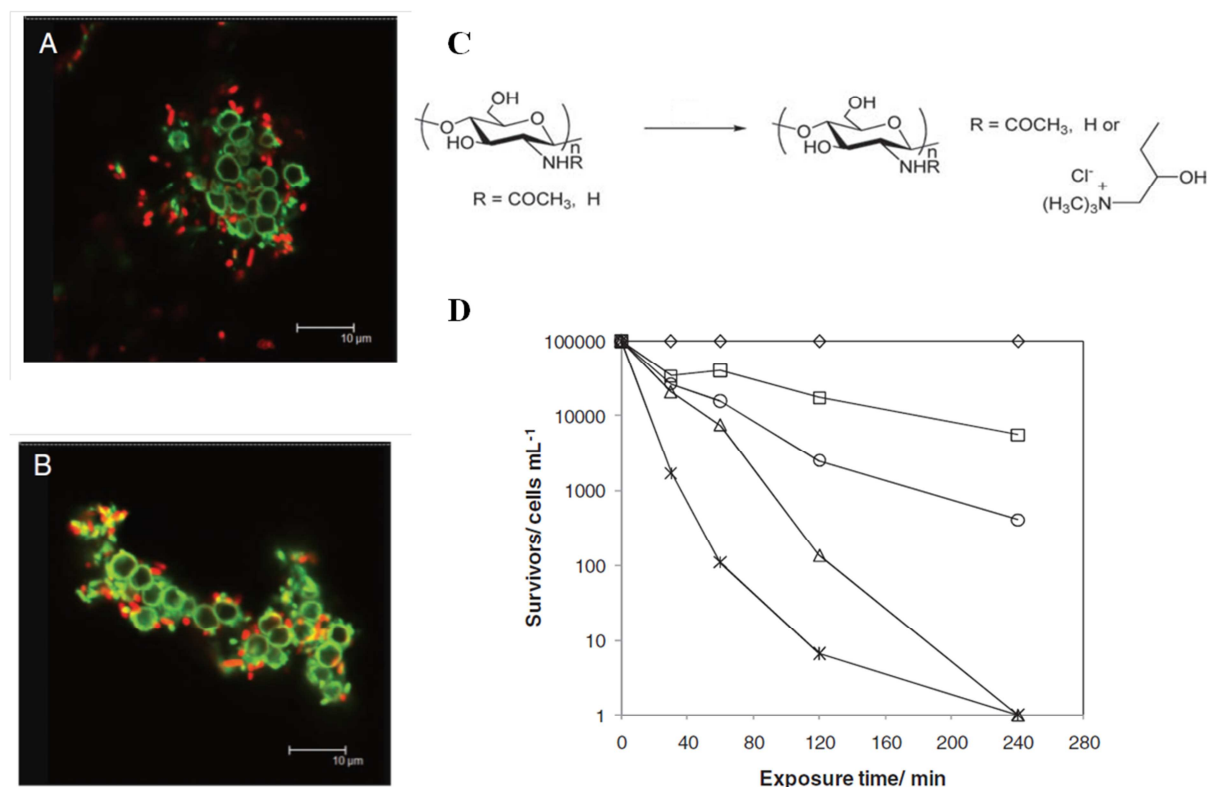 A
10 µm
B
10 µm
C
OH
O
O
HO
n
NHR
R = COCH3, H
OH
O
O
HO
n
NHR
R = COCH3, H or
Cl-
+
(H3C)3N
OH
D
Survivors/ cells mL-1
100000
10000
1000
100
10
1
0
40
80
120
160
200
240
280
Exposure time/ min